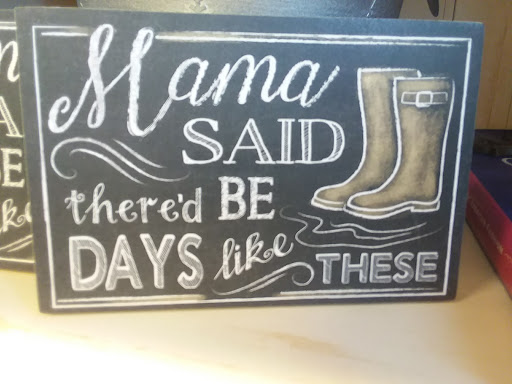 Mama
SAID
there'd BE
DAYS like THESE